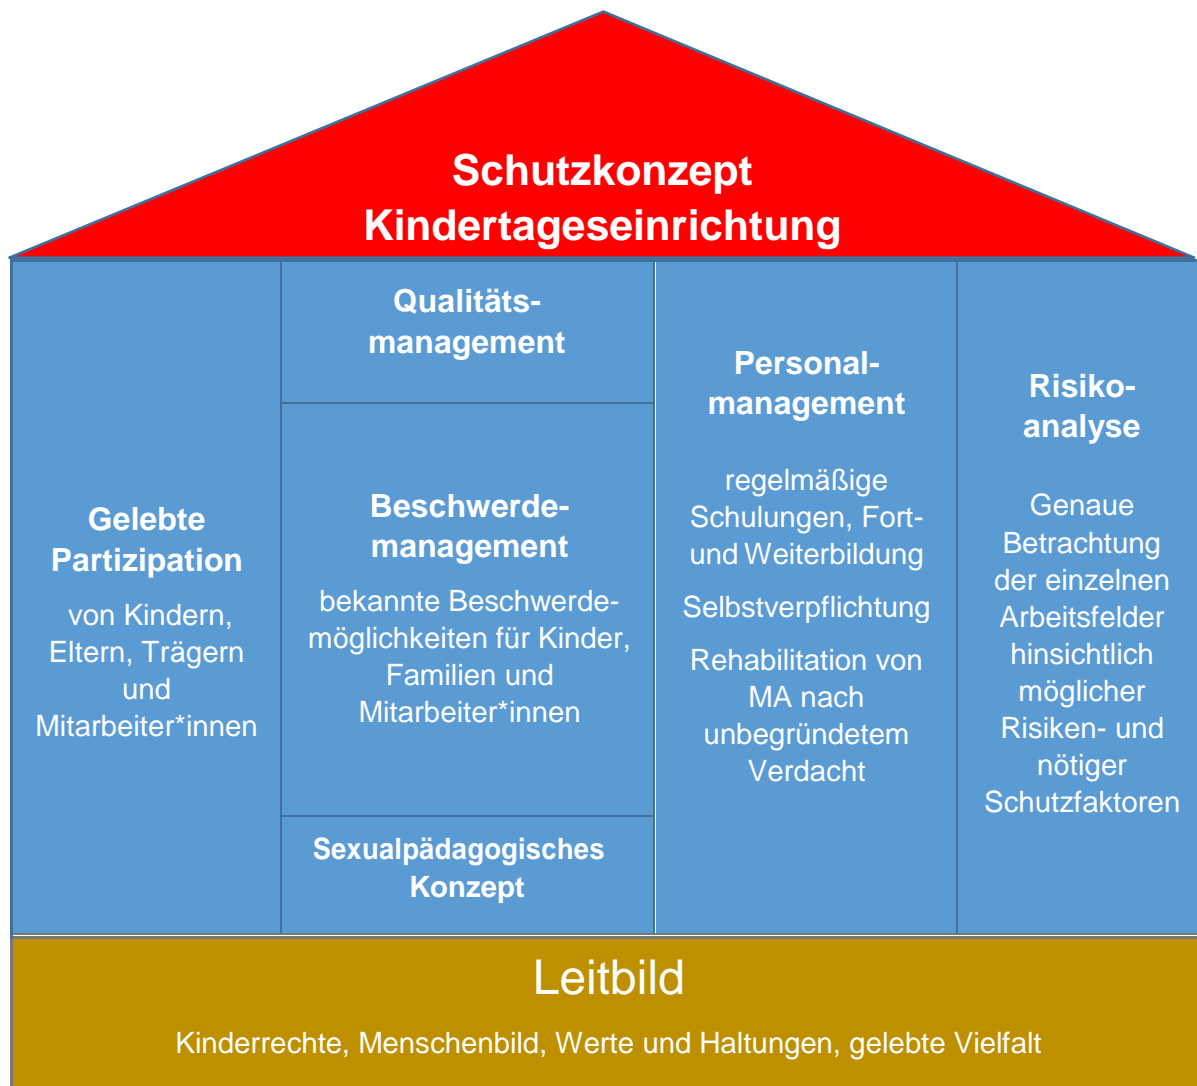 Schutzkonzept
Kindertageseinrichtung
Gelebte
Partizipation
von Kindern,
Eltern, Trägern
und
Mitarbeiter*innen
Qualitäts-
management
Beschwerde-
management
bekannte Beschwerde-
möglichkeiten für Kinder,
Familien und
Mitarbeiter*innen
Sexualpädagogisches
Konzept
Personal-
management
regelmäßige
Schulungen, Fort-
und Weiterbildung
Selbstverpflichtung
Rehabilitation von
MA nach
unbegründetem
Verdacht
Risiko-
analyse
Genaue
Betrachtung
der einzelnen
Arbeitsfelder
hinsichtlich
möglicher
Risiken- und
nötiger
Schutzfaktoren
Leitbild
Kinderrechte, Menschenbild, Werte und Haltungen, gelebte Vielfalt